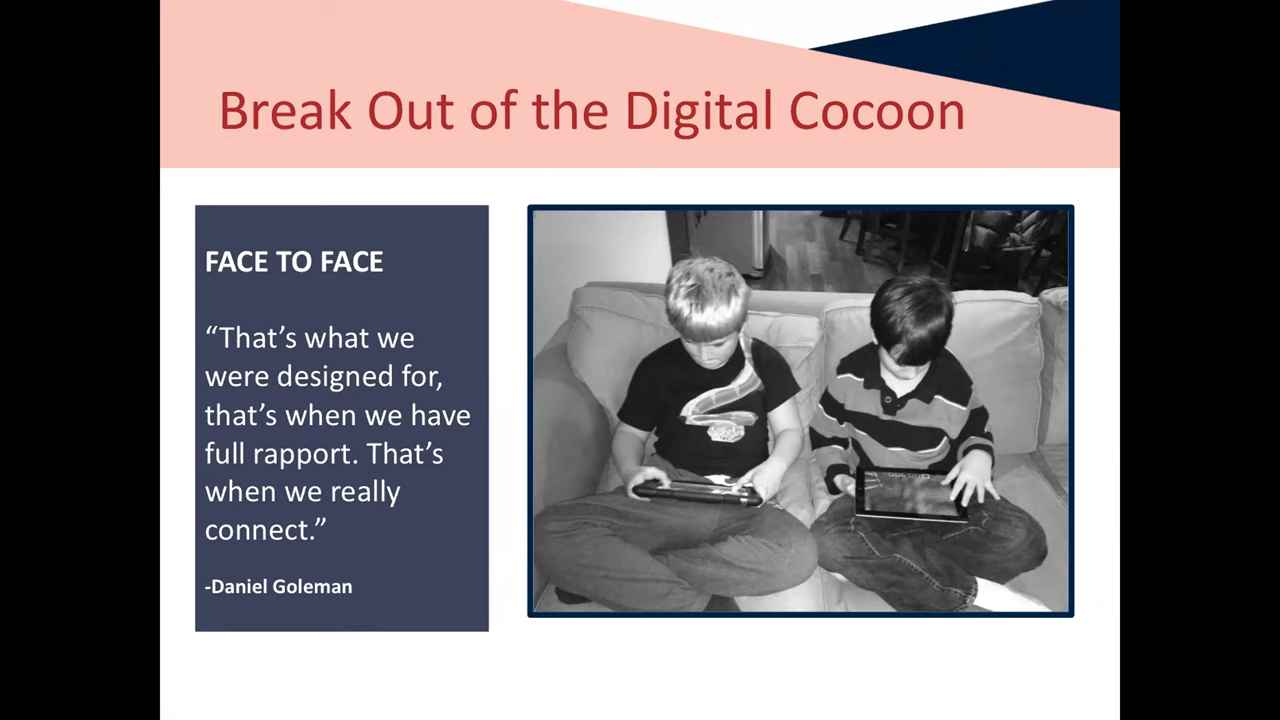 Break Out of the Digital Cocoon
FACE TO FACE
“That’s what we
were designed for,
that’s when we have
full rapport. That’s
when we really
connect.”
-Daniel Goleman